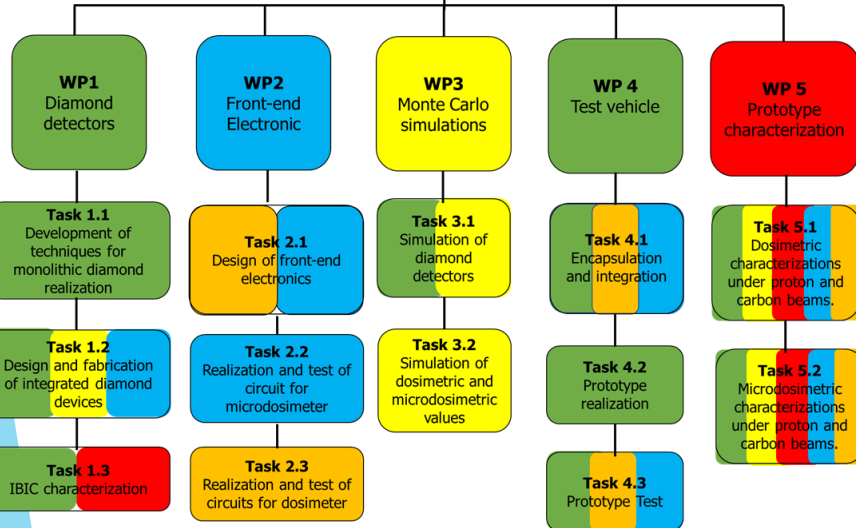 WP1
Diamond
detectors
WP2
Front-end
Electronic
WP3
Monte Carlo
simulations
WP 4
Test vehicle
WP 5
Prototype
characterization
Task 1.1
Development of
techniques for
monolithic diamond
realization
Task 1.2
Design and fabrication
of integrated diamond
devices
Task 1.3
IBIC characterization
Task 2.1
Design of front-end
electronics
Task 2.2
Realization and test of
circuit for
microdosimeter
Task 2.3
Realization and test of
circuits for dosimeter
Task 3.1
Simulation of
diamond
detectors
Task 3.2
Simulation of
dosimetric and
microdosimetric
values
Task 4.1
Encapsulation
and integration
Task 4.2
Prototype
realization
Task 4.3
Prototype Test
Task 5.1
Dosimetric
characterizations
under proton and
carbon beams.
Task 5.2
Microdosimetric
characterizations
under proton and
carbon beams.